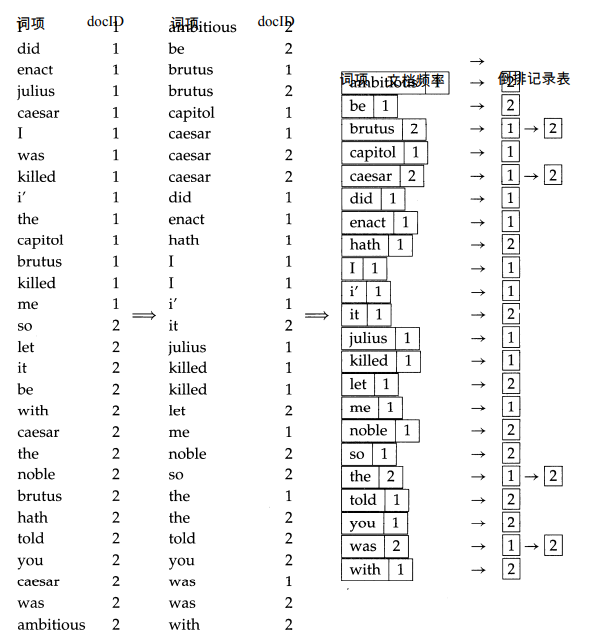 词项 docID
I 1
did 1
enact 1
julius 1
caesar 1
I 1
was 1
killed 1
i' 1
the 1
capitol 1
brutus 1
killed 1
me 1
so 2
let 2
it 2
be 2
with 2
caesar 2
the 2
noble 2
brutus 2
hath 2
told 2
you 2
caesar 2
was 2
ambitious 2
⟹
词项 docID
ambitious 2
be 2
brutus 1
brutus 2
capitol 1
caesar 1
caesar 2
caesar 2
did 1
enact 1
hath 1
I 1
I 1
i' 1
it 2
julius 1
killed 1
killed 1
let 2
me 1
noble 2
so 2
the 1
the 2
told 2
you 2
was 1
was 2
with 2
⟹
→
词项 文档频率 倒排记录表
ambitious 1 → 2
be 1 → 2
brutus 2 → 1 → 2
capitol 1 → 1
caesar 2 → 1 → 2
did 1 → 1
enact 1 → 1
hath 1 → 2
I 1 → 1
i' 1 → 1
it 1 → 2
julius 1 → 1
killed 1 → 1
let 1 → 2
me 1 → 1
noble 1 → 2
so 1 → 2
the 2 → 1 → 2
told 1 → 2
you 1 → 2
was 2 → 1 → 2
with 1 → 2